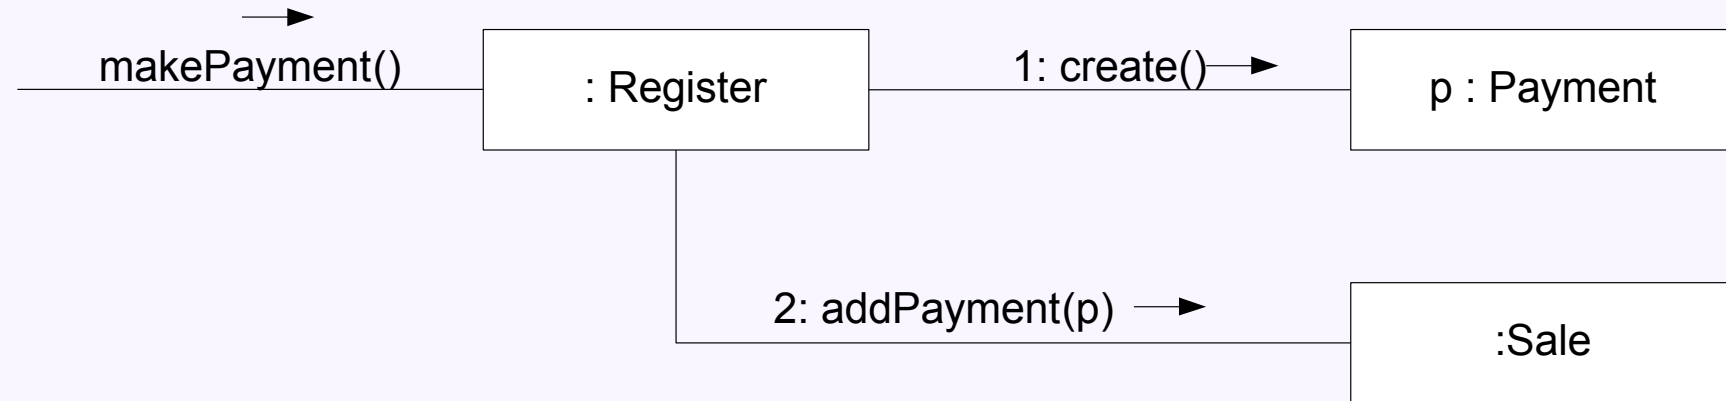 makePayment()
: Register
1: create()
p : Payment
2: addPayment(p)
:Sale